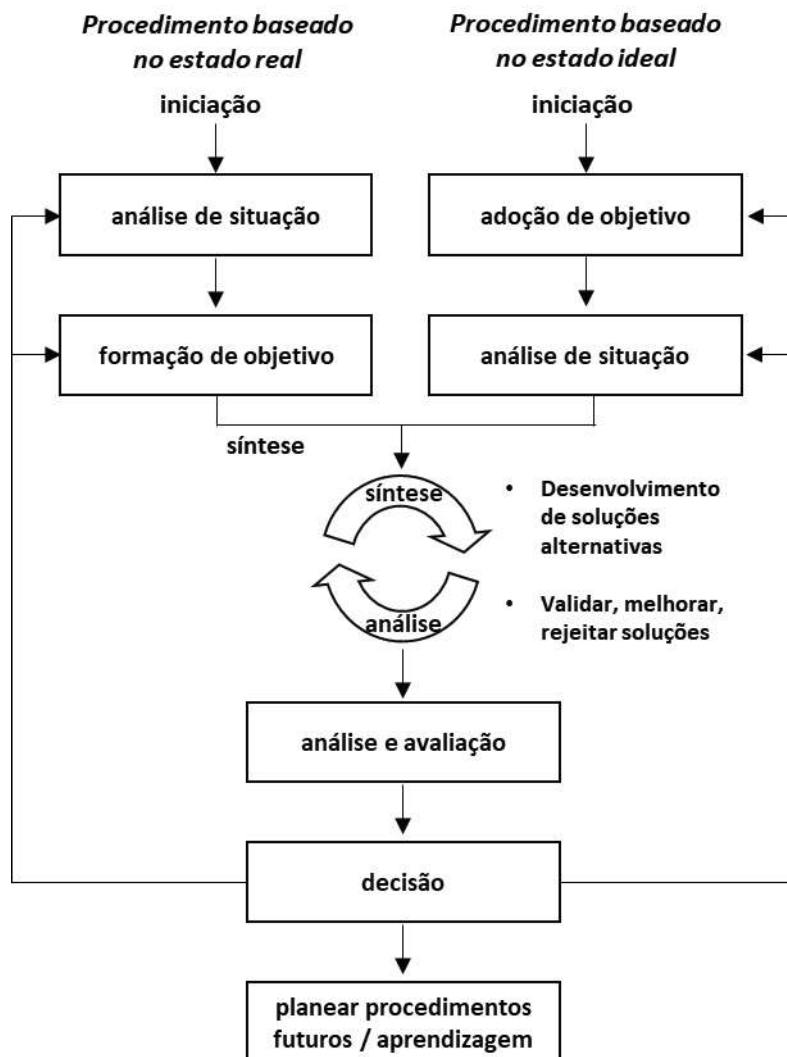 Procedimento baseado
no estado real
Procedimento baseado
no estado ideal
iniciação
iniciação
análise de situação
adoção de objetivo
formação de objetivo
análise de situação
síntese
síntese
análise
• Desenvolvimento
de soluções
alternativas
• Validar, melhorar,
rejeitar soluções
análise e avaliação
decisão
planear procedimentos
futuros / aprendizagem